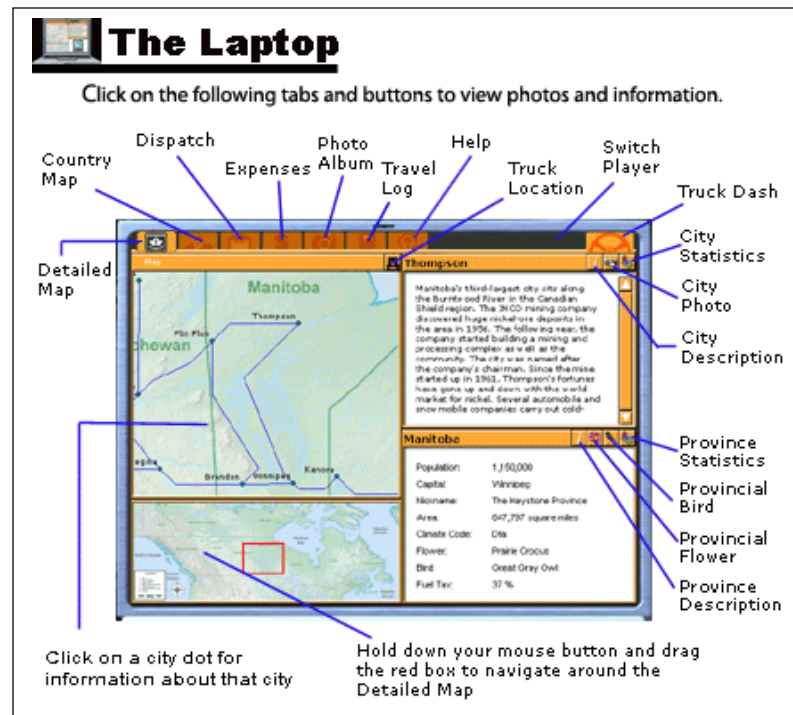 The Laptop
Click on the following tabs and buttons to view photos and information.
Dispatch
Photo
Album
Help
Switch
Player
Country
Map
Expenses
Travel
Log
Truck
Location
Truck Dash
City
Statistics
Detailed
Map
Map
Thompson
City
Photo
City
Description
Manitoba
Thompson
Flin Flon
chewan
egina
Brandon
Winnipeg
Kenora
Manitoba's third-largest city sits along
the Burntwood River in the Canadian
Shield region. The INCO mining company
discovered huge nickel-ore deposits in
the area in 1956. The following year, the
company started building a mining and
processing complex as well as the
community. The city was named after
the company's chairman. Since the mine
started up in 1961, Thompson's fortunes
have gone up and down with the world
market for nickel. Several automobile and
snow mobile companies carry out cold-
Manitoba
Population: 1,150,000
Capital: Winnipeg
Nickname: The Keystone Province
Area: 647,797 square miles
Climate Code: Dfa
Flower: Prairie Crocus
Bird: Great Gray Owl
Fuel Tax: 37 %
Province
Statistics
Provincial
Bird
Provincial
Flower
Province
Description
Click on a city dot for
information about that city
Hold down your mouse button and drag
the red box to navigate around the
Detailed Map